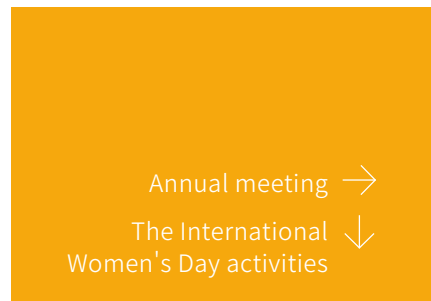 Annual meeting →
The International ↓
Women's Day activities